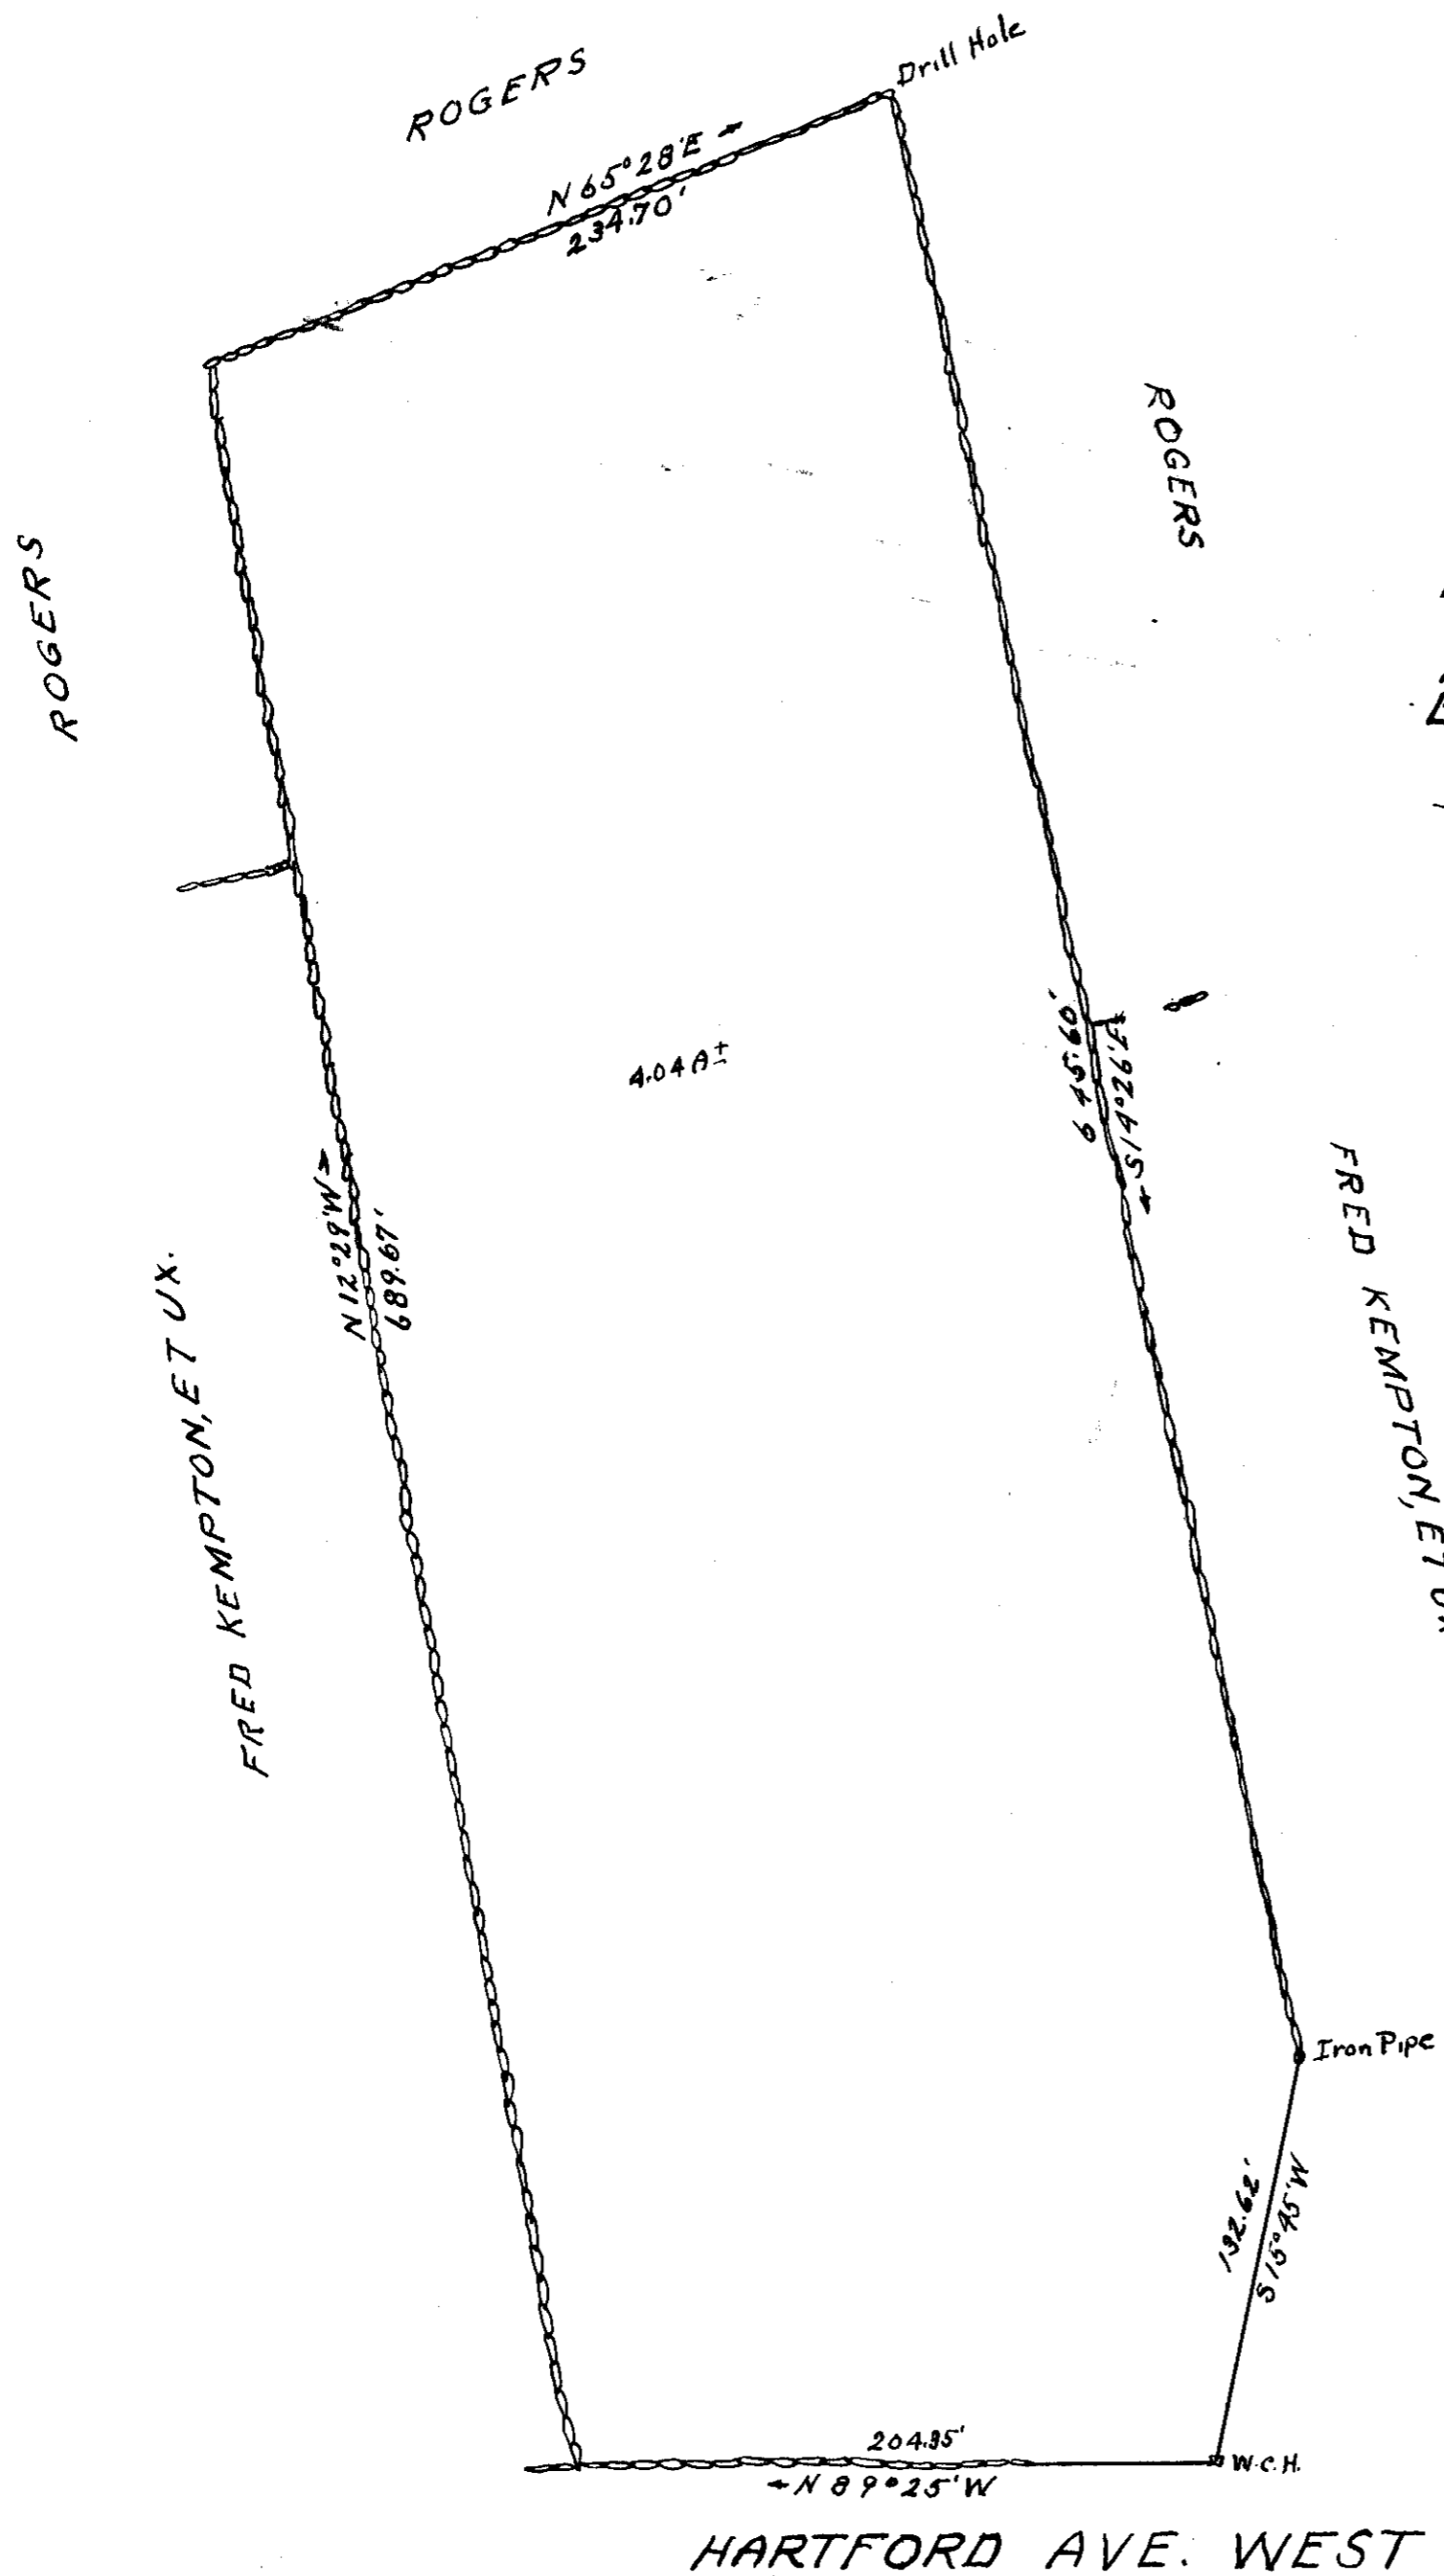 ROGERS
Drill Hole
N 65°28'E
234.70'
ROGERS
ROGERS
S14°26'E
645.60'
4.04 A±
N 12°29'W
689.67'
FRED KEMPTON, ET UX.
FRED KEMPTON, ET UX
Iron Pipe
132.62'
S 15°45'W
204.95'
N 89°25'W
W.C.H.
HARTFORD AVE. WEST